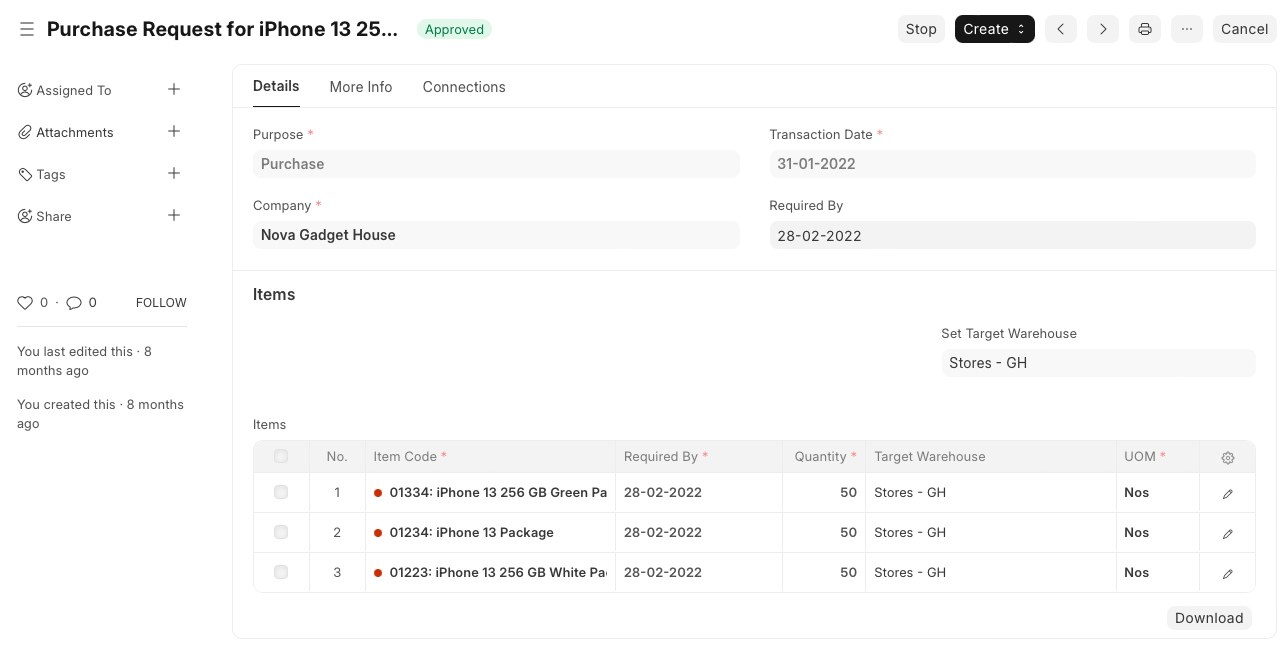 Purchase Request for iPhone 13 25...
Approved
Stop
Create
Cancel
Assigned To
Attachments
Tags
Share
0 · 0 FOLLOW
You last edited this · 8
months ago
You created this · 8 months
ago
Details More Info Connections
Purpose *
Purchase
Transaction Date *
31-01-2022
Company *
Nova Gadget House
Required By
28-02-2022
Items
Set Target Warehouse
Stores - GH
Items
No. Item Code * Required By * Quantity * Target Warehouse UOM *
1 01334: iPhone 13 256 GB Green Pa 28-02-2022 50 Stores - GH Nos
2 01234: iPhone 13 Package 28-02-2022 50 Stores - GH Nos
3 01223: iPhone 13 256 GB White Pa 28-02-2022 50 Stores - GH Nos
Download